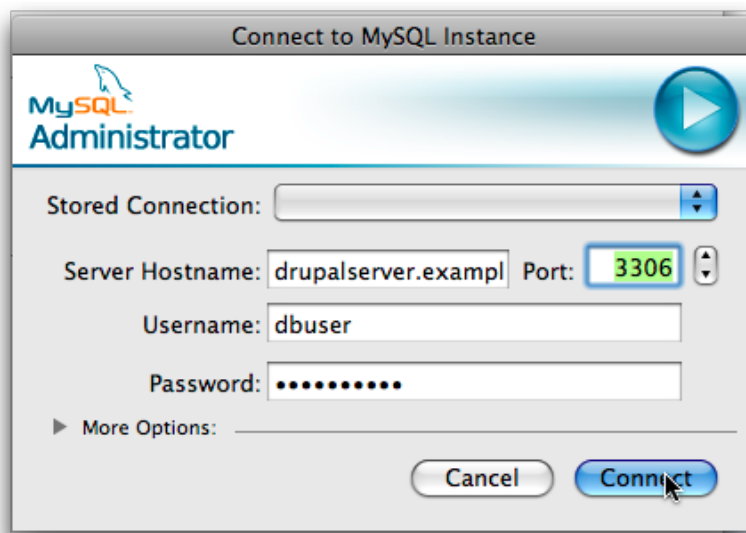 Connect to MySQL Instance
MySQL
Administrator
Stored Connection:
Server Hostname: drupalserver.exampl Port: 3306
Username: dbuser
Password: ••••••••••
More Options:
Cancel Connect